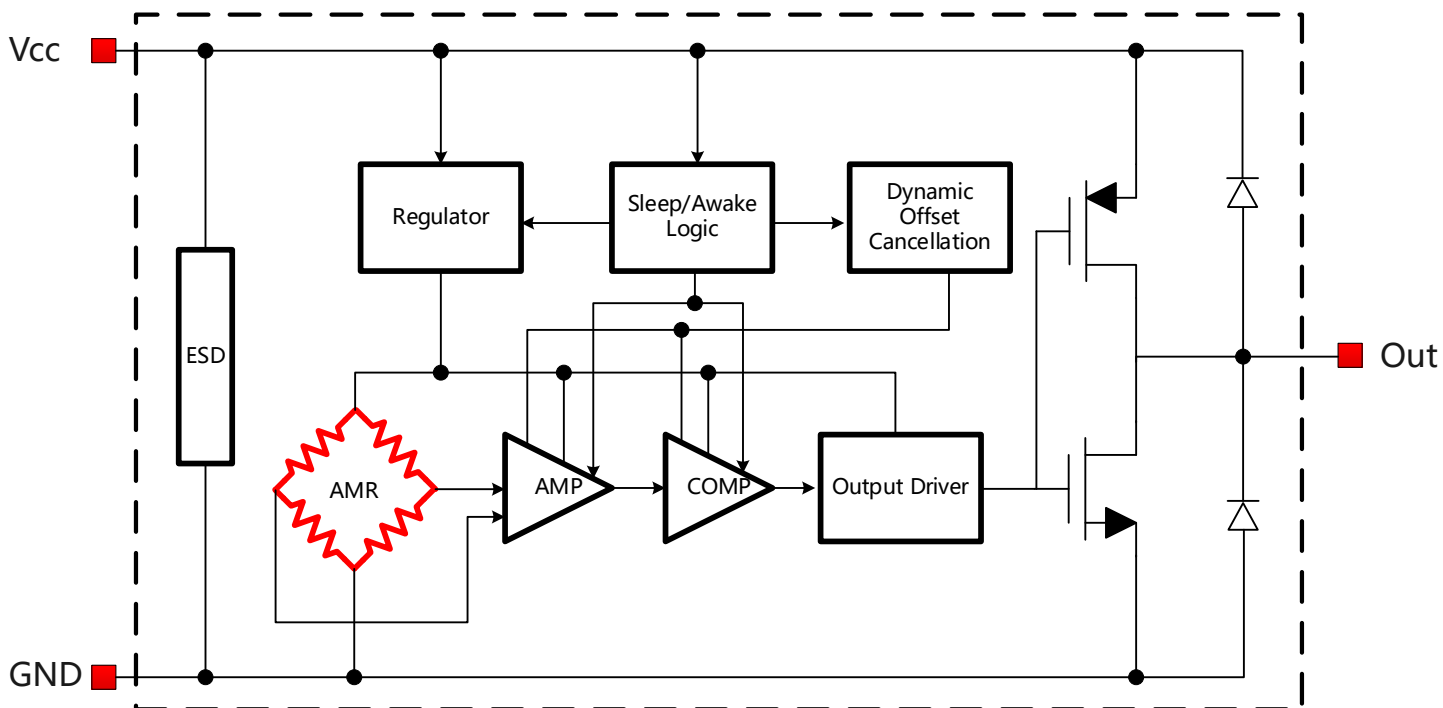 Vcc
Dynamic
Offset
Cancellation
Sleep/Awake
Logic
Regulator
ESD
Out
AMR
AMP
COMP
Output Driver
GND